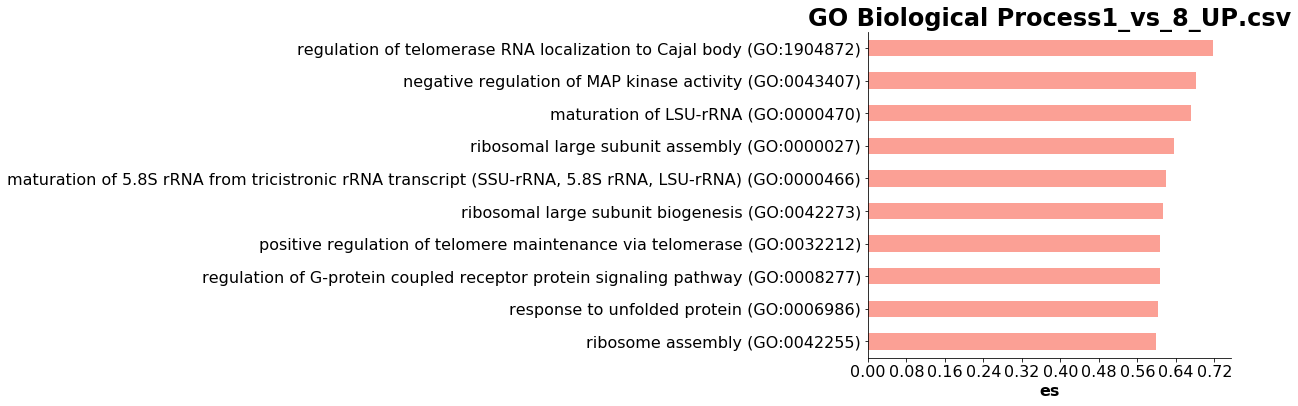 GO Biological Process1_vs_8_UP.csv
regulation of telomerase RNA localization to Cajal body (GO:1904872)
negative regulation of MAP kinase activity (GO:0043407)
maturation of LSU-rRNA (GO:0000470)
ribosomal large subunit assembly (GO:0000027)
maturation of 5.8S rRNA from tricistronic rRNA transcript (SSU-rRNA, 5.8S rRNA, LSU-rRNA) (GO:0000466)
ribosomal large subunit biogenesis (GO:0042273)
positive regulation of telomere maintenance via telomerase (GO:0032212)
regulation of G-protein coupled receptor protein signaling pathway (GO:0008277)
response to unfolded protein (GO:0006986)
ribosome assembly (GO:0042255)
0.00 0.08 0.16 0.24 0.32 0.40 0.48 0.56 0.64 0.72
es